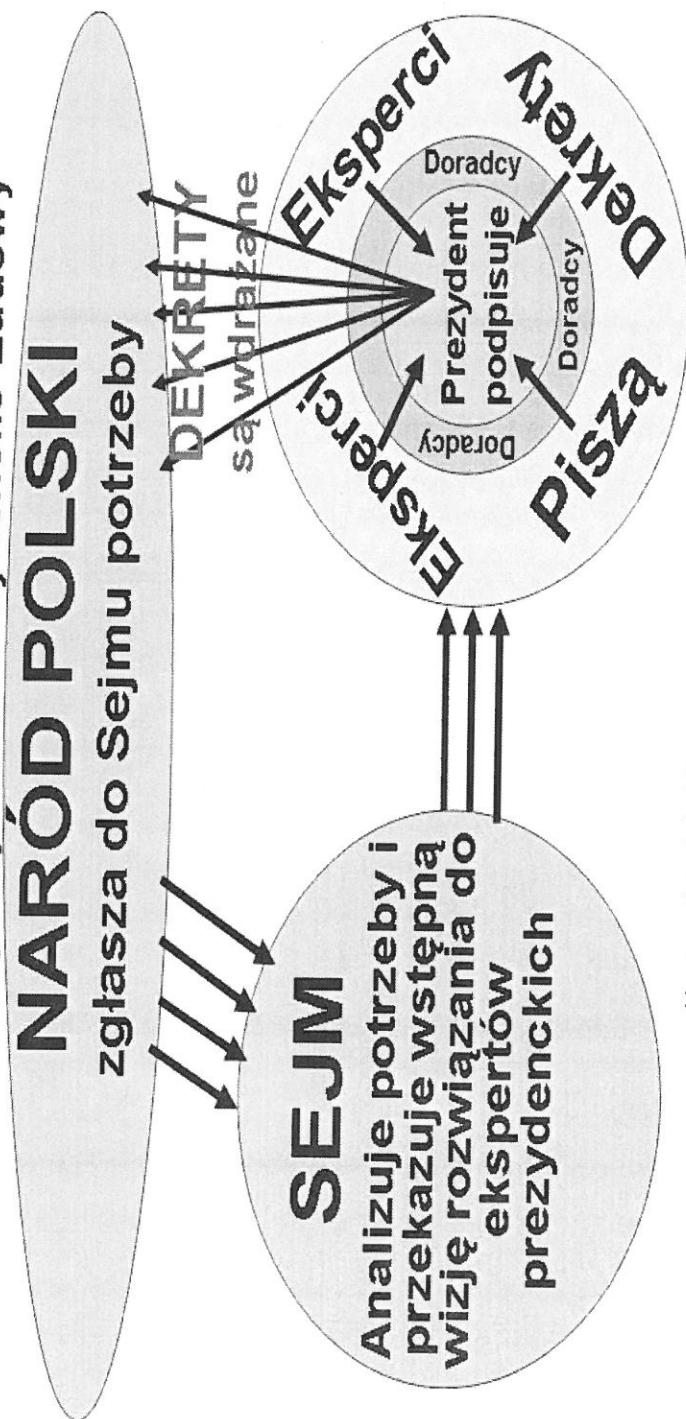 NARÓD POLSKI
zgłasza do Sejmu potrzeby
SEJM
Analizuje potrzeby i
przekazuje wstępną
wizję rozwiązania do
ekspertów
prezydenckich
DEKRETY
są wdrażane
Eksperci
Eksperci
Piszą
Dekrety
Doradcy
Doradcy
Doradcy
Prezydent
podpisuje